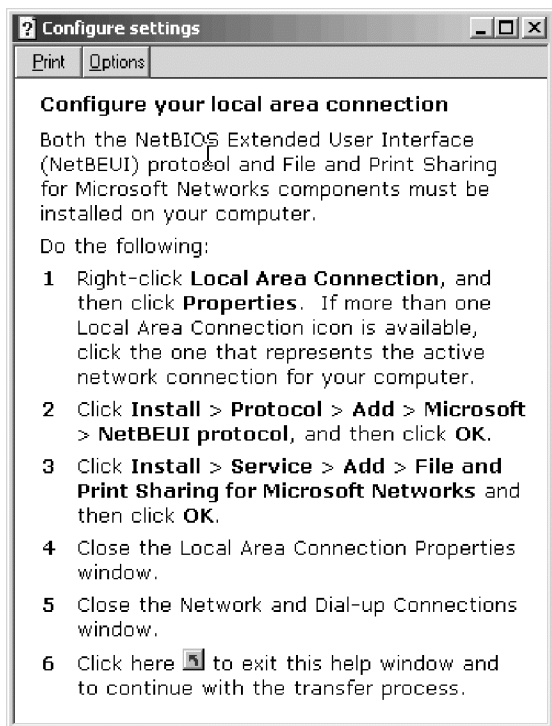 Configure settings
Print Options
Configure your local area connection
Both the NetBIOS Extended User Interface
(NetBEUI) protocol and File and Print Sharing
for Microsoft Networks components must be
installed on your computer.
Do the following:
1 Right-click Local Area Connection, and
then click Properties. If more than one
Local Area Connection icon is available,
click the one that represents the active
network connection for your computer.
2 Click Install > Protocol > Add > Microsoft
> NetBEUI protocol, and then click OK.
3 Click Install > Service > Add > File and
Print Sharing for Microsoft Networks and
then click OK.
4 Close the Local Area Connection Properties
window.
5 Close the Network and Dial-up Connections
window.
6 Click here to exit this help window and
to continue with the transfer process.